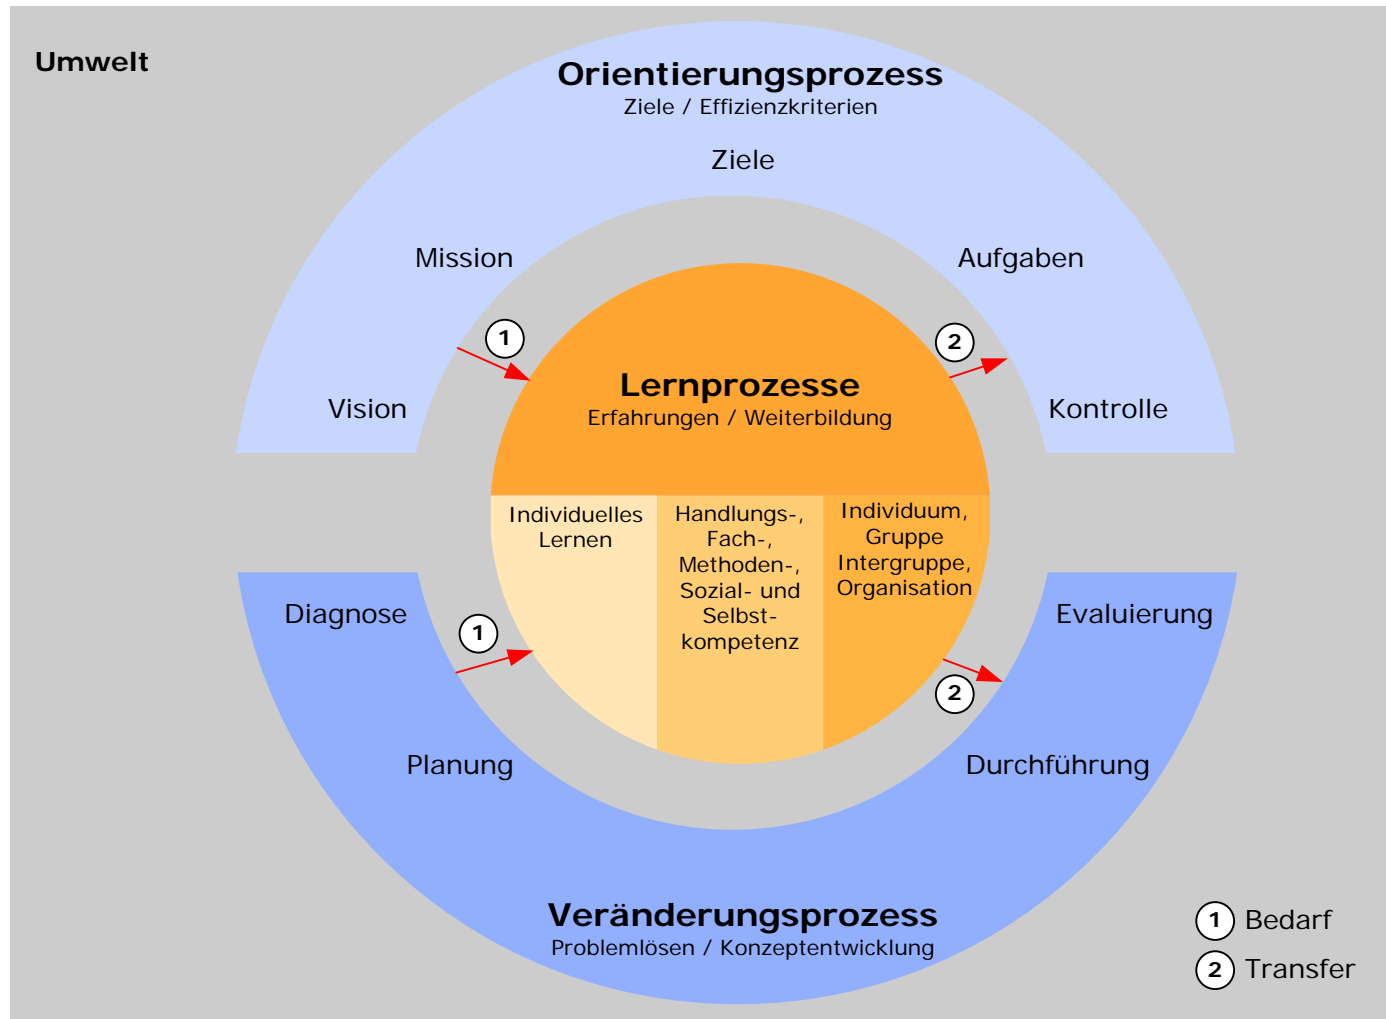 Umwelt
Orientierungsprozess
Ziele / Effizienzkriterien
Ziele
Mission
Aufgaben
1
2
Vision
Kontrolle
Lernprozesse
Erfahrungen / Weiterbildung
Individuelles
Lernen
Handlungs-,
Fach-,
Methoden-,
Sozial- und
Selbst-
kompetenz
Individuum,
Gruppe
Intergruppe,
Organisation
Diagnose
1
Evaluierung
2
Planung
Durchführung
Veränderungsprozess
Problemlösen / Konzeptentwicklung
1 Bedarf
2 Transfer